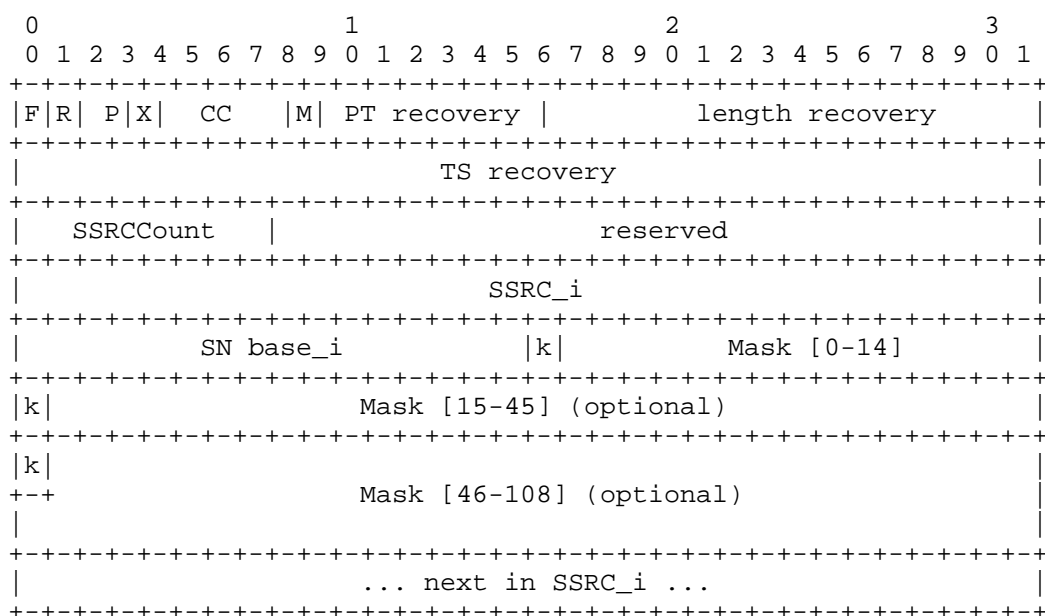 0                   1                   2                   3
 0 1 2 3 4 5 6 7 8 9 0 1 2 3 4 5 6 7 8 9 0 1 2 3 4 5 6 7 8 9 0 1
+-+-+-+-+-+-+-+-+-+-+-+-+-+-+-+-+-+-+-+-+-+-+-+-+-+-+-+-+-+-+-+-+
|F|R| P|X|  CC   |M| PT recovery |         length recovery      |
+-+-+-+-+-+-+-+-+-+-+-+-+-+-+-+-+-+-+-+-+-+-+-+-+-+-+-+-+-+-+-+-+
|                          TS recovery                          |
+-+-+-+-+-+-+-+-+-+-+-+-+-+-+-+-+-+-+-+-+-+-+-+-+-+-+-+-+-+-+-+-+
|   SSRCCount   |                    reserved                   |
+-+-+-+-+-+-+-+-+-+-+-+-+-+-+-+-+-+-+-+-+-+-+-+-+-+-+-+-+-+-+-+-+
|                             SSRC_i                            |
+-+-+-+-+-+-+-+-+-+-+-+-+-+-+-+-+-+-+-+-+-+-+-+-+-+-+-+-+-+-+-+-+
|           SN base_i           |k|          Mask [0-14]        |
+-+-+-+-+-+-+-+-+-+-+-+-+-+-+-+-+-+-+-+-+-+-+-+-+-+-+-+-+-+-+-+-+
|k|                   Mask [15-45] (optional)                   |
+-+-+-+-+-+-+-+-+-+-+-+-+-+-+-+-+-+-+-+-+-+-+-+-+-+-+-+-+-+-+-+-+
|k|                                                             |
+-+                   Mask [46-108] (optional)                  |
|                                                               |
+-+-+-+-+-+-+-+-+-+-+-+-+-+-+-+-+-+-+-+-+-+-+-+-+-+-+-+-+-+-+-+-+
|                     ... next in SSRC_i ...                    |
+-+-+-+-+-+-+-+-+-+-+-+-+-+-+-+-+-+-+-+-+-+-+-+-+-+-+-+-+-+-+-+-+